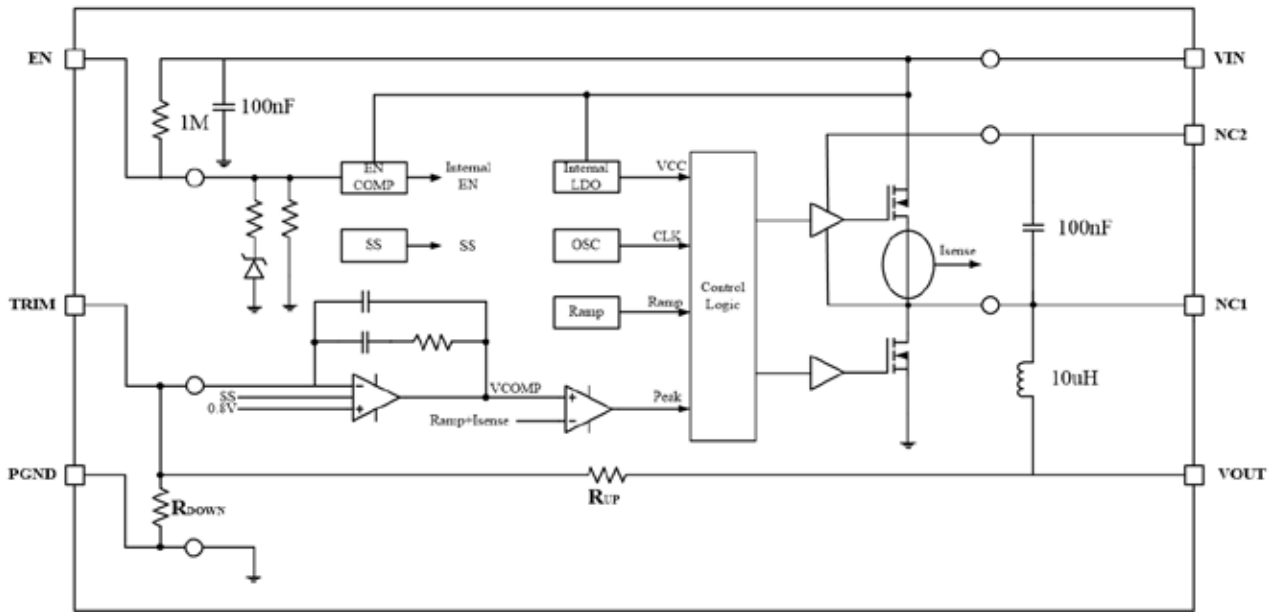 EN
VIN
1M
100nF
NC2
EN
COMP
Internal
EN
Internal
LDO
VCC
SS
SS
OSC
CLK
Isense
100nF
Control
Logic
TRIM
Ramp
Ramp
NC1
10uH
VCOMP
SS
0.8V
Ramp+Isense
Peak
PGND
RUP
VOUT
RDOWN
−
+
+
−